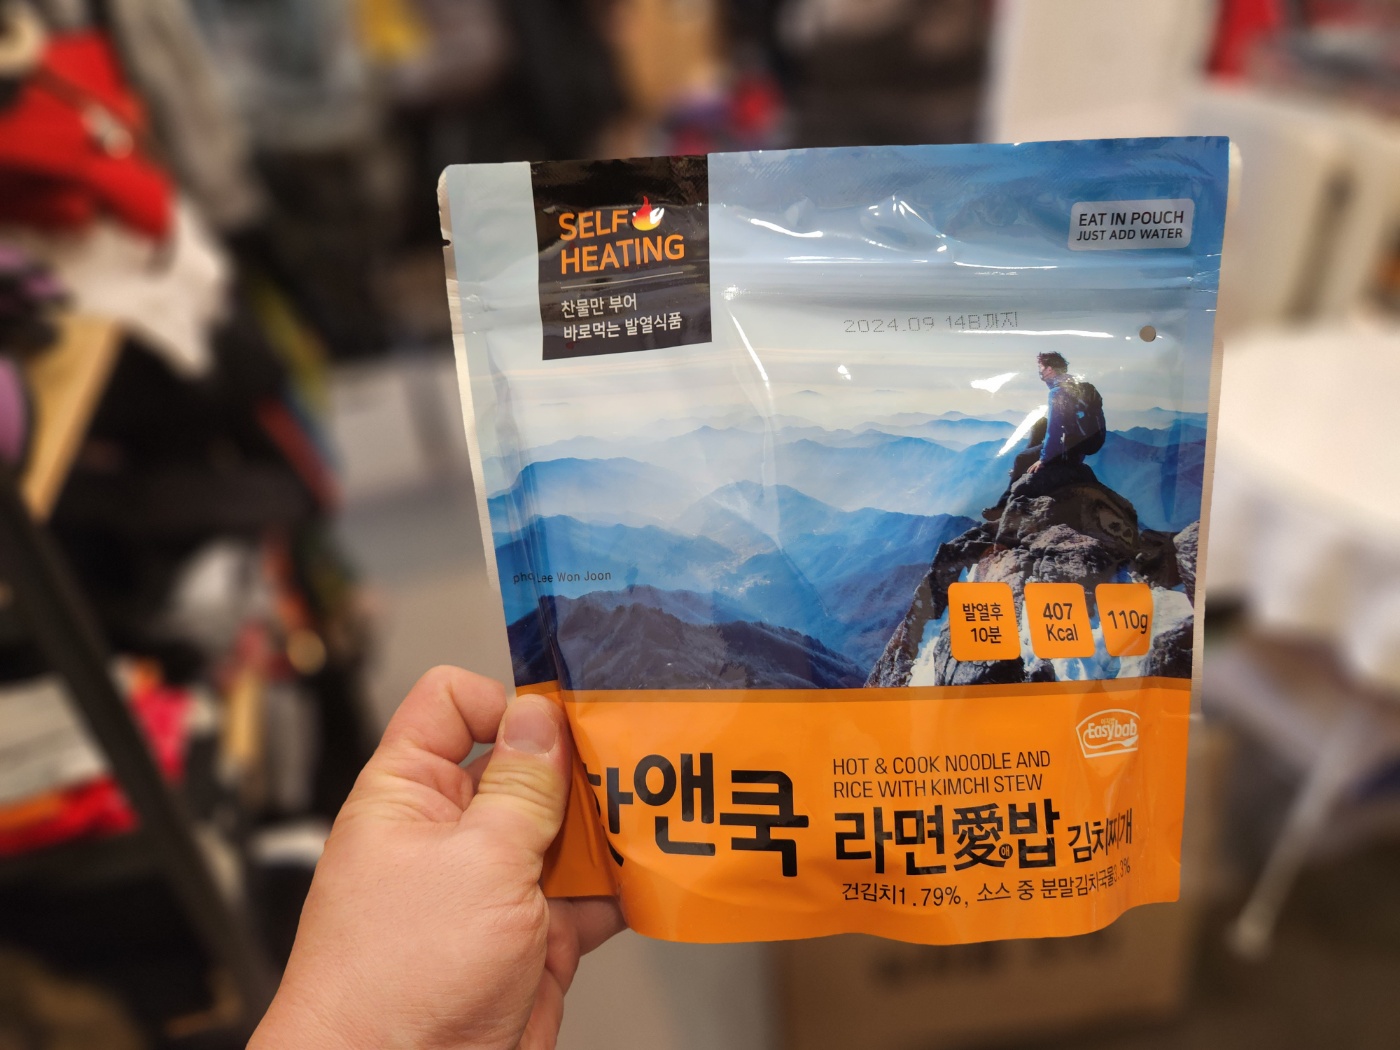 SELF
HEATING
찬물만 부어
바로먹는 발열식품
EAT IN POUCH
JUST ADD WATER
2024.09 14B까지
Lee Won Joon
발열후
10분
407
Kcal
110g
Easybab
앤쿡
HOT & COOK NOODLE AND
RICE WITH KIMCHI STEW
라면愛밥 김치찌개
애
건김치1.79%, 소스 중 분말김치국물